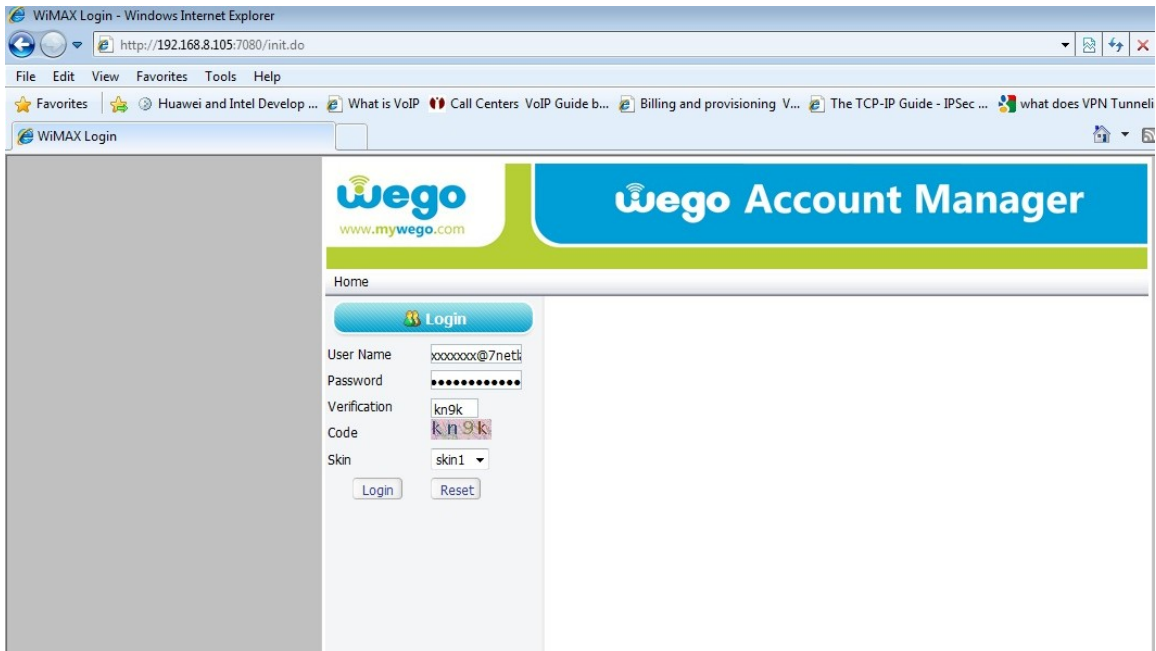 WiMAX Login - Windows Internet Explorer
http://192.168.8.105:7080/init.do
File Edit View Favorites Tools Help
Favorites Huawei and Intel Develop ... What is VoIP Call Centers VoIP Guide b... Billing and provisioning V... The TCP-IP Guide - IPSec ... what does VPN Tunneli
WiMAX Login
wego
www.mywego.com
wego Account Manager
Home
Login
User Name xxxxxxx@7netl
Password ••••••••••••
Verification kn9k
Code kn9k
Skin skin1
Login Reset